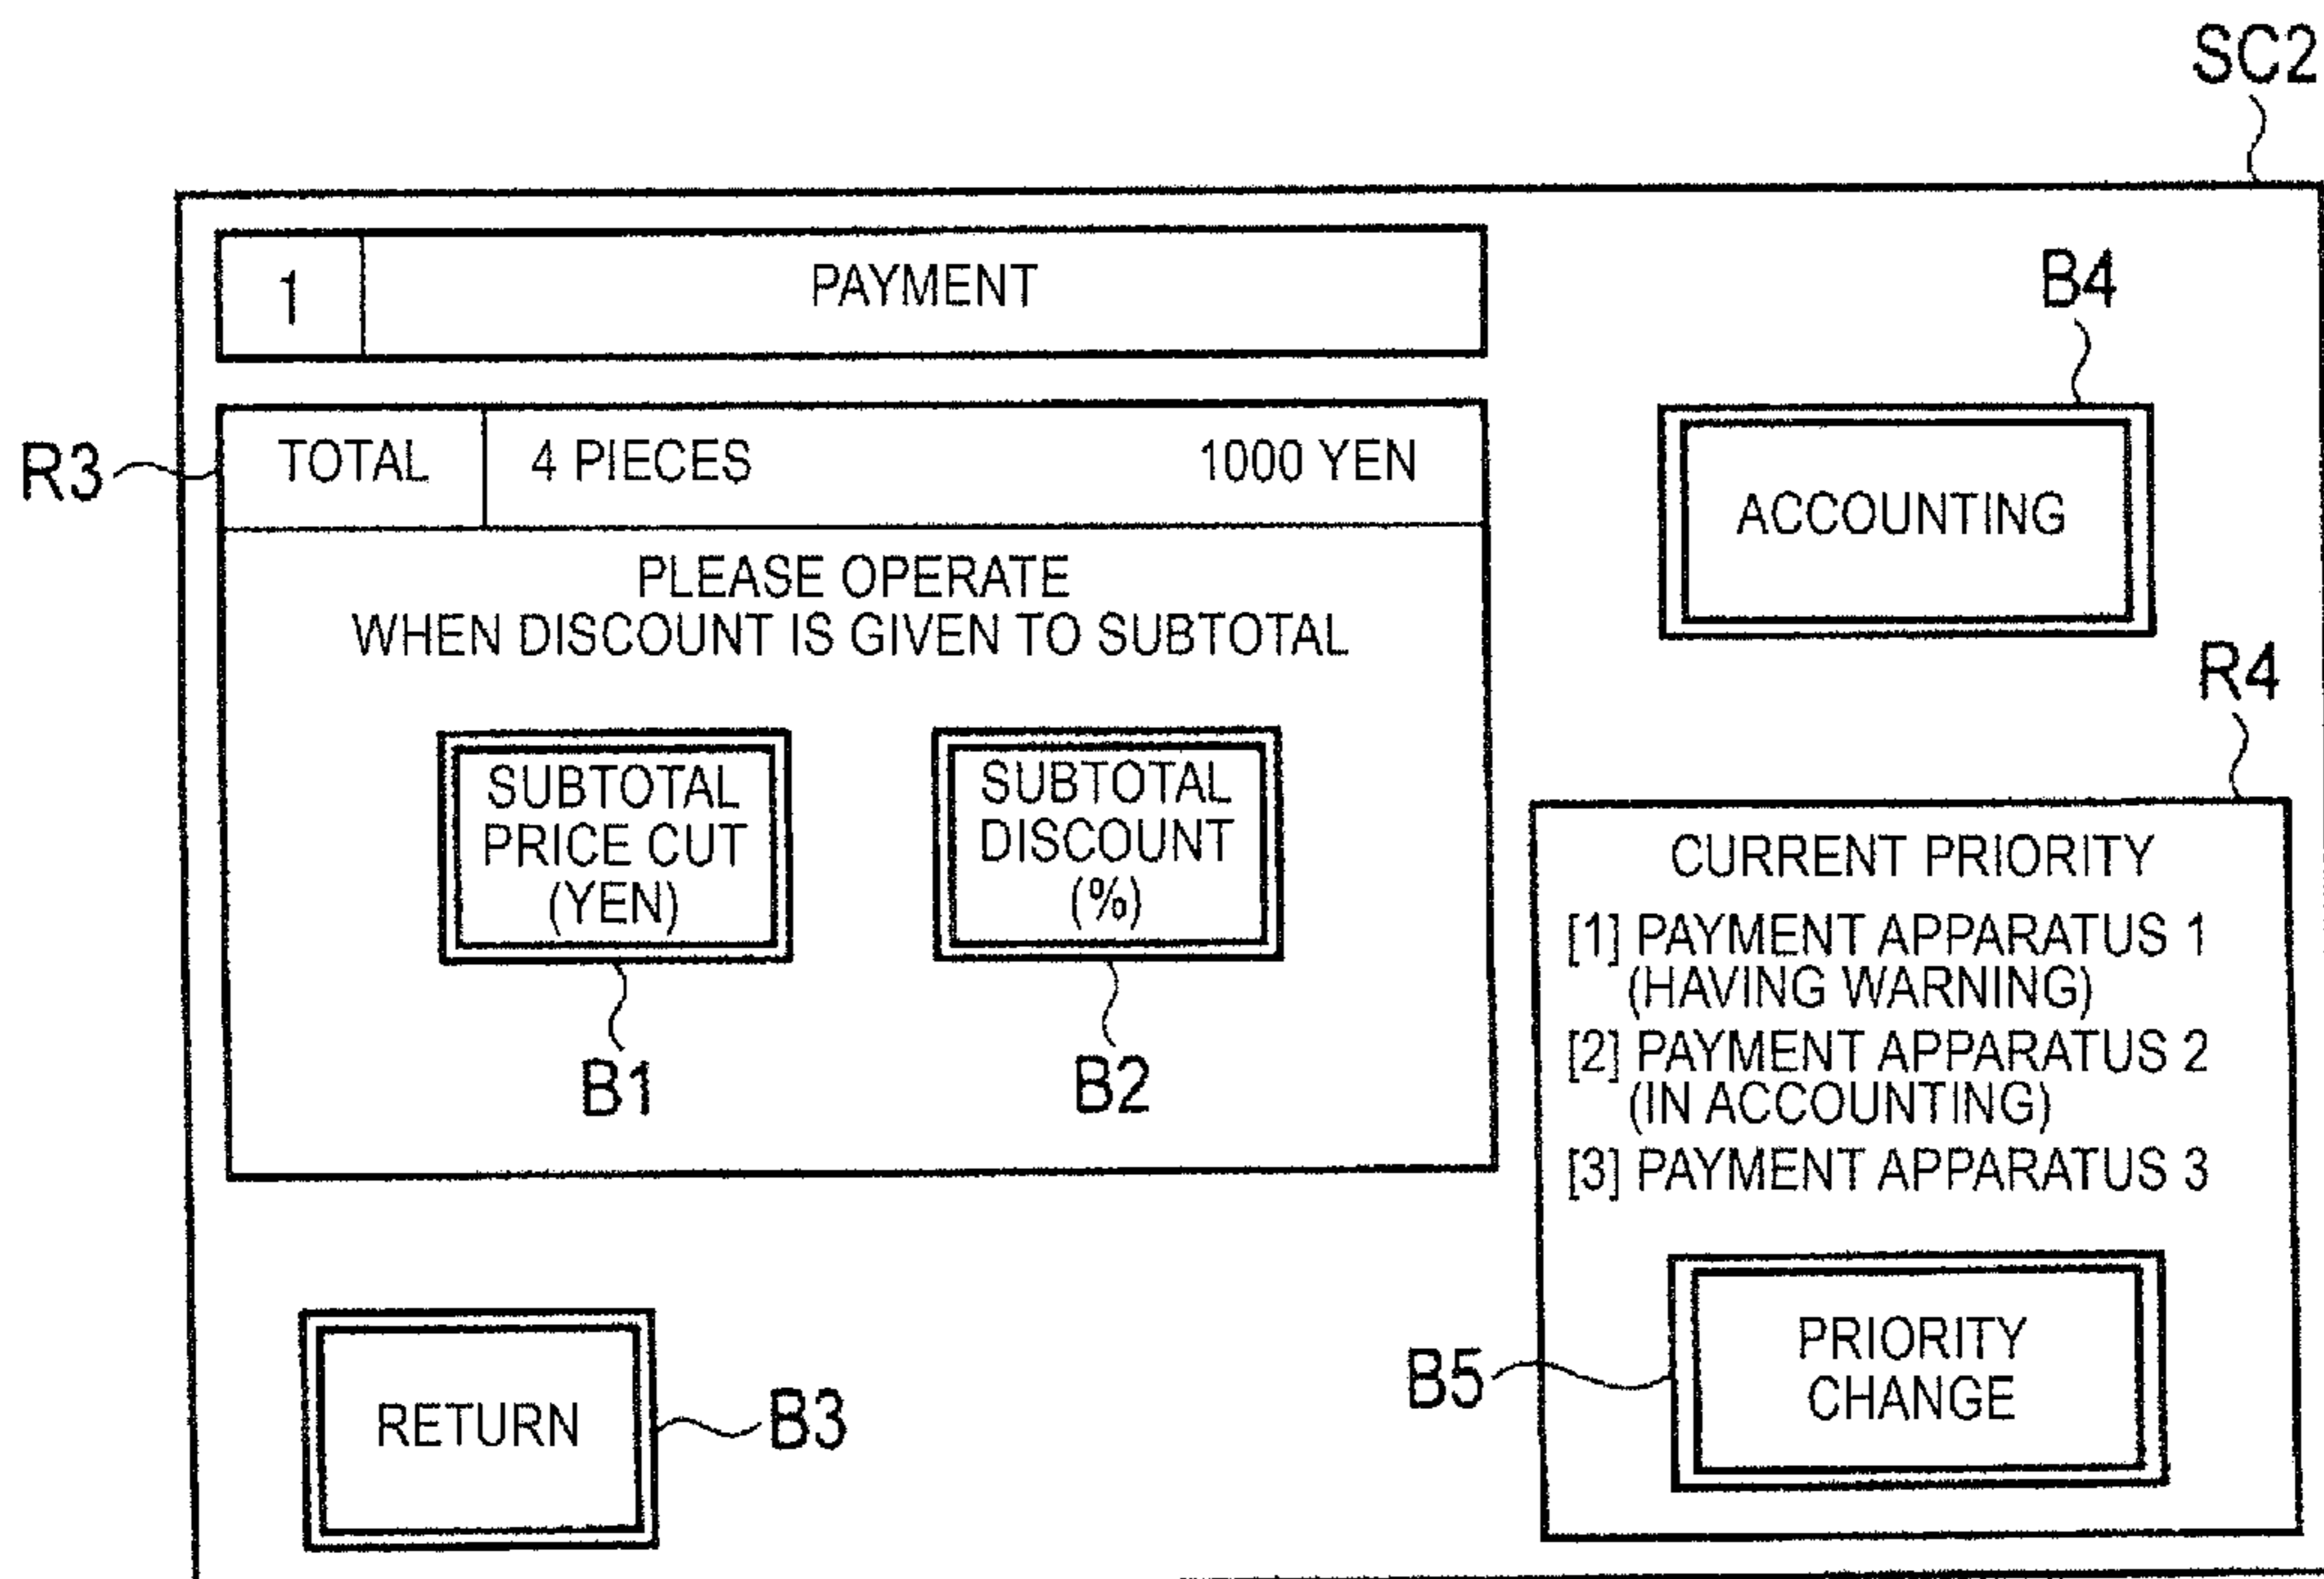 SC2
1 PAYMENT
B4
R3 TOTAL 4 PIECES 1000 YEN
ACCOUNTING
PLEASE OPERATE
WHEN DISCOUNT IS GIVEN TO SUBTOTAL
R4
SUBTOTAL
PRICE CUT
(YEN)
SUBTOTAL
DISCOUNT
(%)
B1
B2
CURRENT PRIORITY
[1] PAYMENT APPARATUS 1
(HAVING WARNING)
[2] PAYMENT APPARATUS 2
(IN ACCOUNTING)
[3] PAYMENT APPARATUS 3
B5
PRIORITY
CHANGE
RETURN
B3